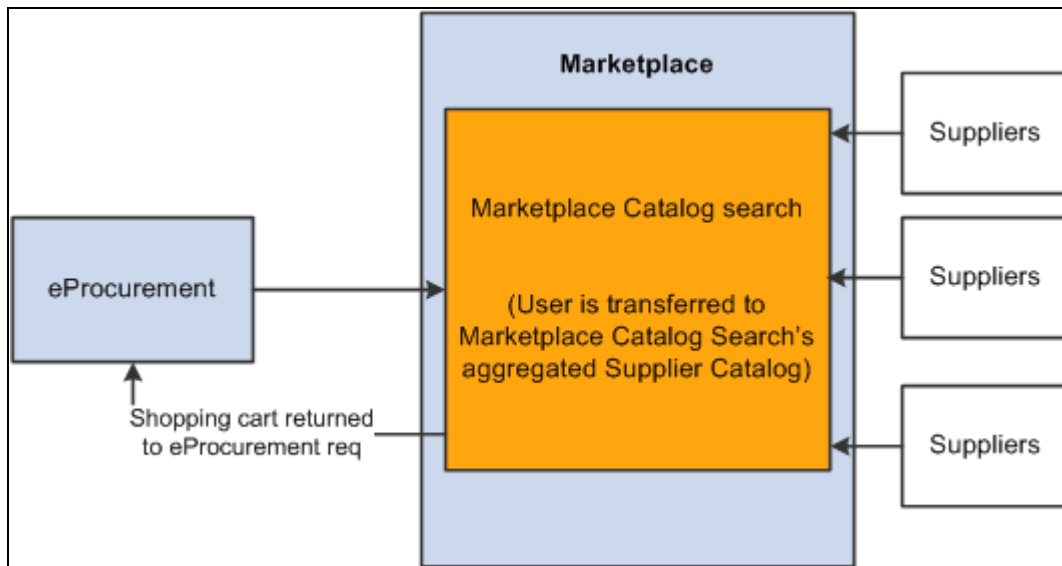 Marketplace
Suppliers
Marketplace Catalog search
eProcurement
Suppliers
(User is transferred to
Marketplace Catalog Search's
aggregated Supplier Catalog)
Shopping cart returned
to eProcurement req
Suppliers